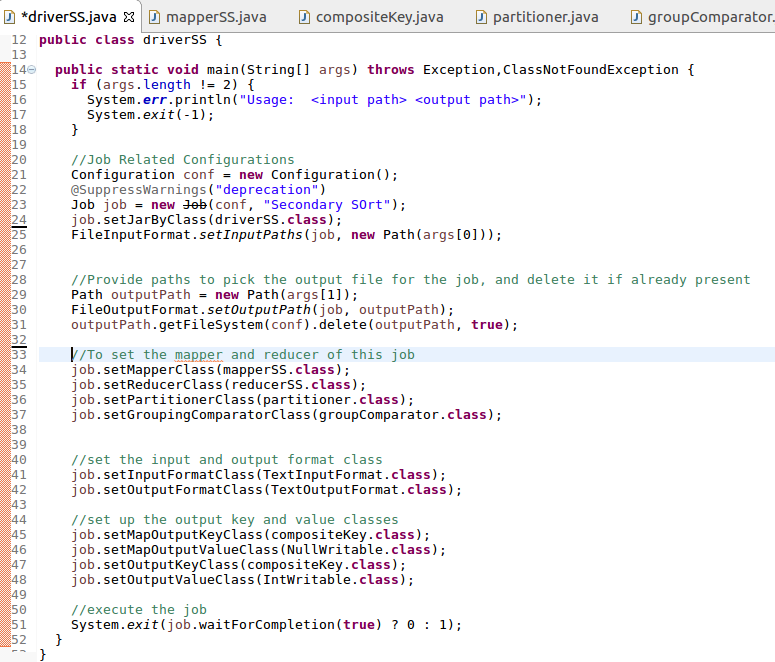 *driverSS.java mapperSS.java compositeKey.java partitioner.java groupComparator.
12 public class driverSS {
13
14 public static void main(String[] args) throws Exception,ClassNotFoundException {
15 if (args.length != 2) {
16 System.err.println("Usage:  <input path> <output path>");
17 System.exit(-1);
18 }
19
20 //Job Related Configurations
21 Configuration conf = new Configuration();
22 @SuppressWarnings("deprecation")
23 Job job = new Job(conf, "Secondary SOrt");
24 job.setJarByClass(driverSS.class);
25 FileInputFormat.setInputPaths(job, new Path(args[0]));
26
27
28 //Provide paths to pick the output file for the job, and delete it if already present
29 Path outputPath = new Path(args[1]);
30 FileOutputFormat.setOutputPath(job, outputPath);
31 outputPath.getFileSystem(conf).delete(outputPath, true);
32
33 //To set the mapper and reducer of this job
34 job.setMapperClass(mapperSS.class);
35 job.setReducerClass(reducerSS.class);
36 job.setPartitionerClass(partitioner.class);
37 job.setGroupingComparatorClass(groupComparator.class);
38
39
40 //set the input and output format class
41 job.setInputFormatClass(TextInputFormat.class);
42 job.setOutputFormatClass(TextOutputFormat.class);
43
44 //set up the output key and value classes
45 job.setMapOutputKeyClass(compositeKey.class);
46 job.setMapOutputValueClass(NullWritable.class);
47 job.setOutputKeyClass(compositeKey.class);
48 job.setOutputValueClass(IntWritable.class);
49
50 //execute the job
51 System.exit(job.waitForCompletion(true) ? 0 : 1);
52 }
53 }